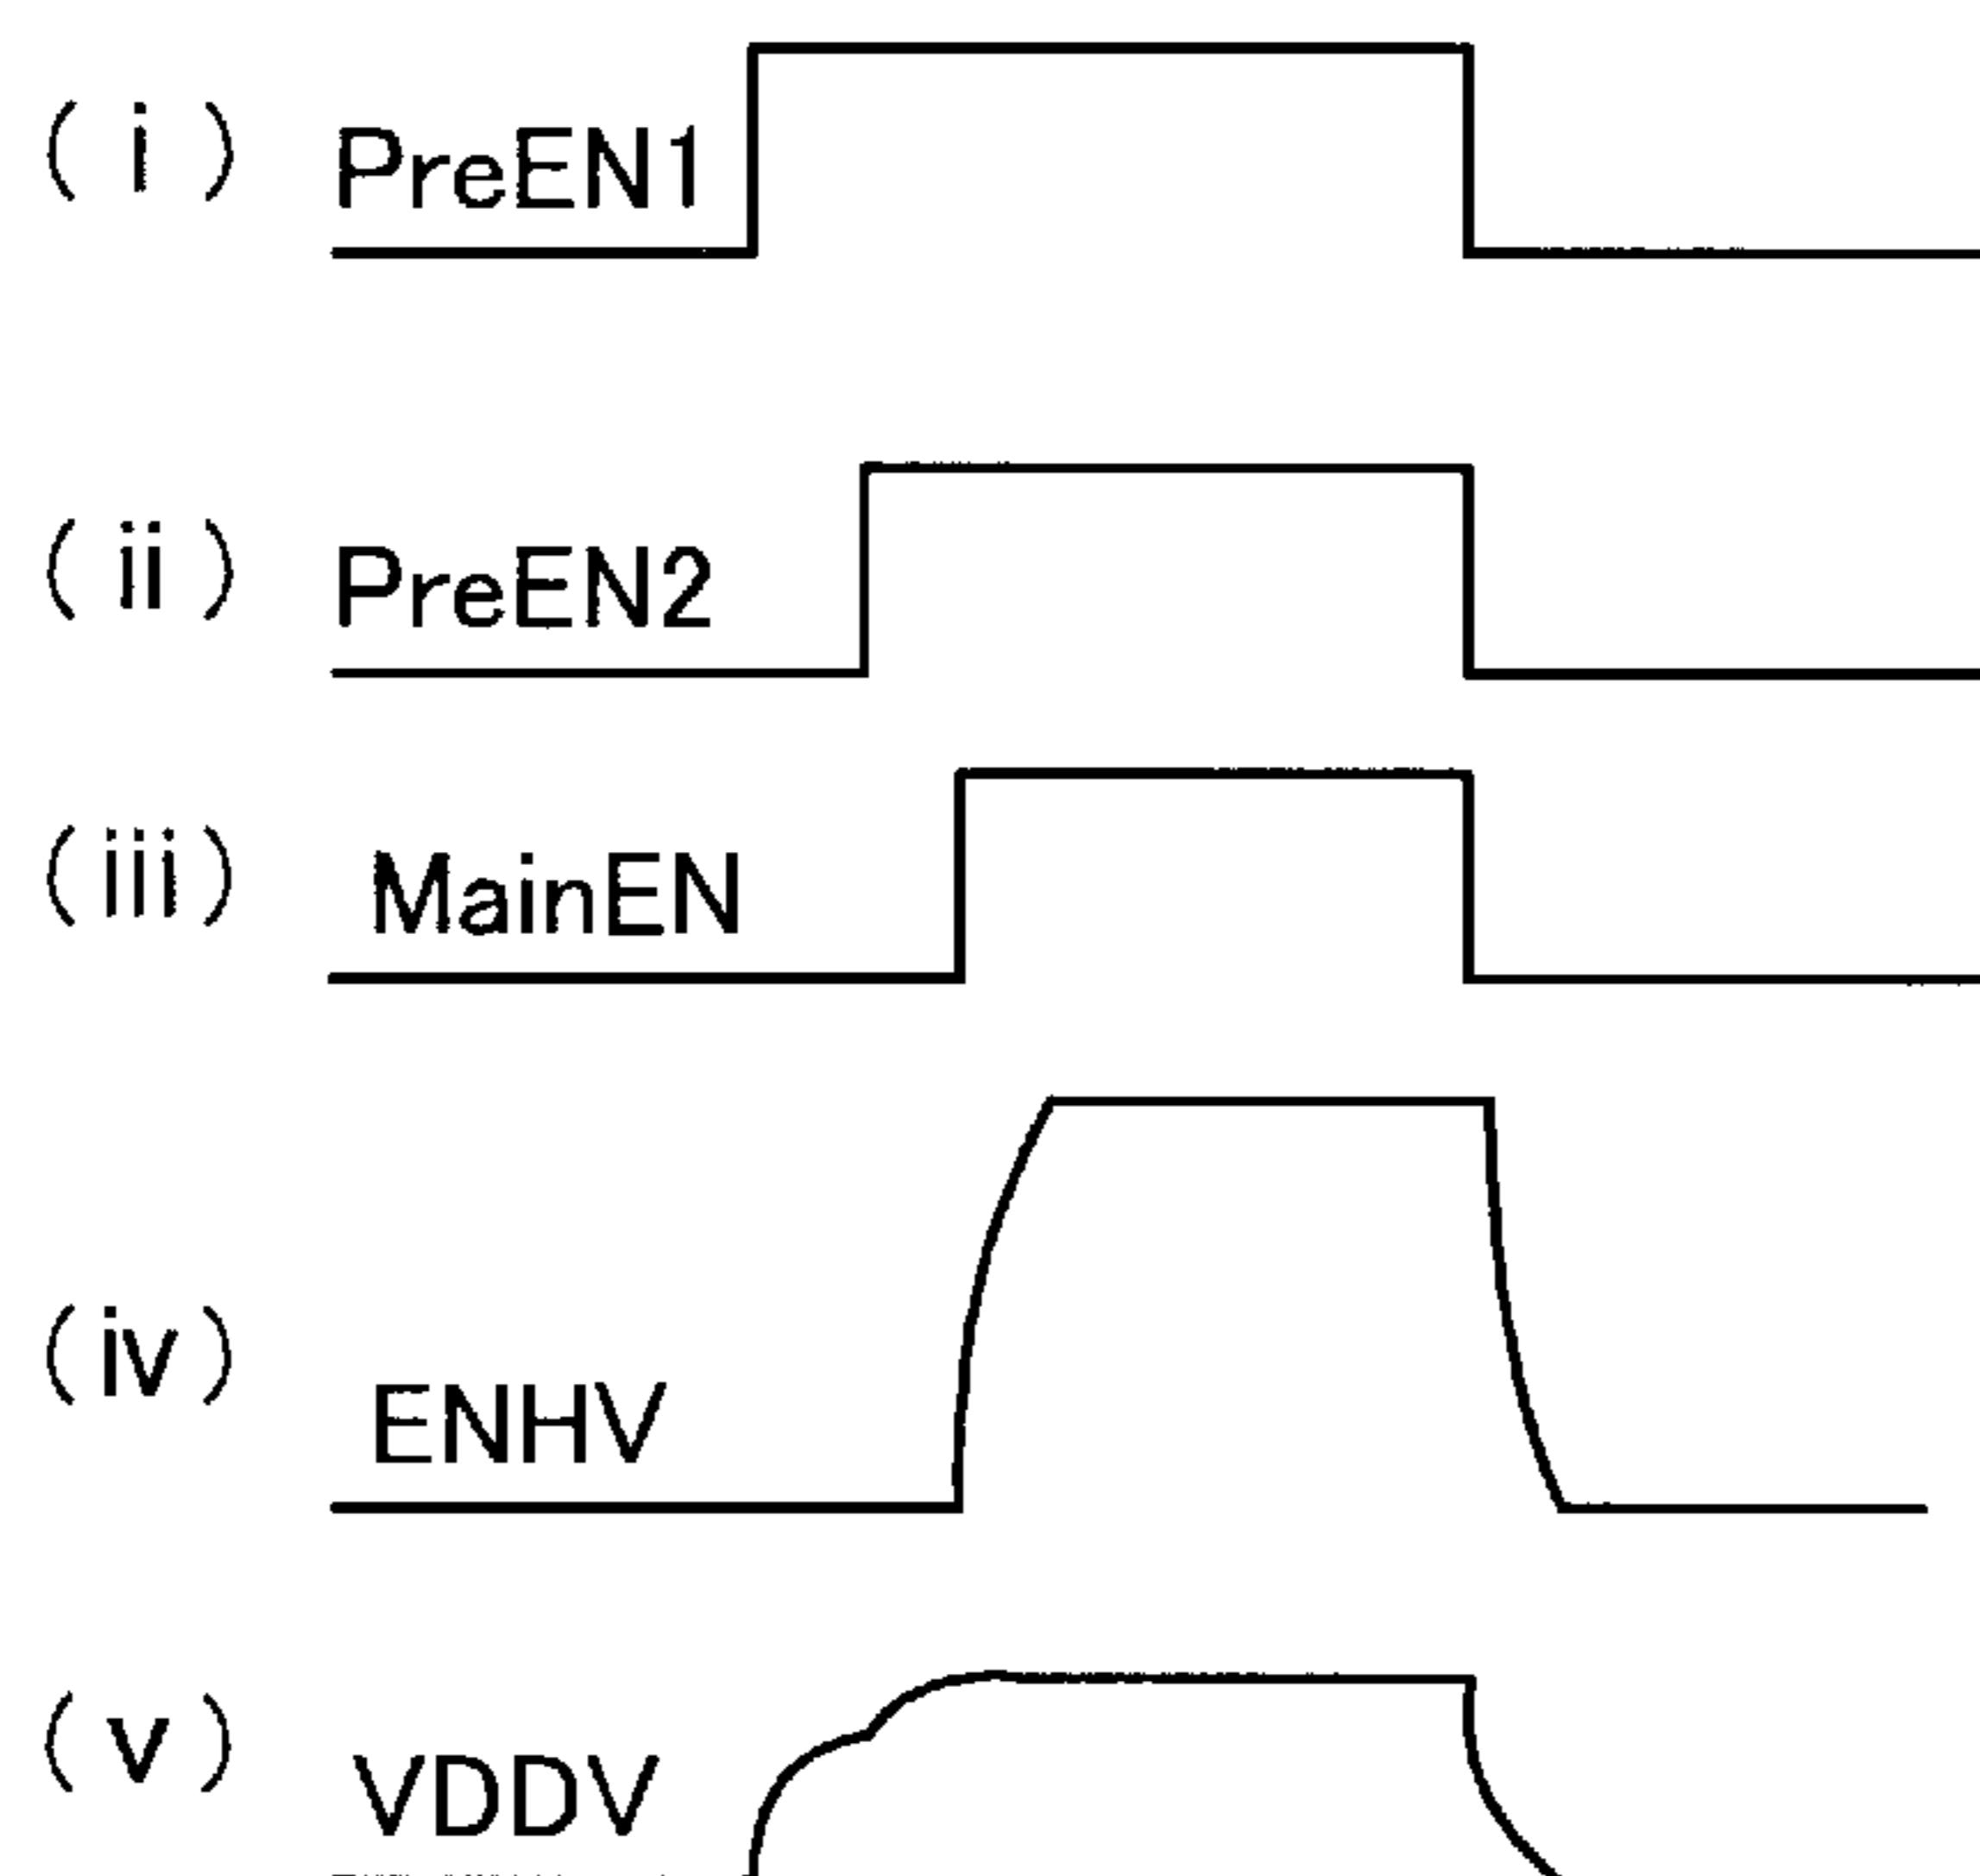 (i) PreEN1
(ii) PreEN2
(iii) MainEN
(iv) ENHV
(v) VDDV